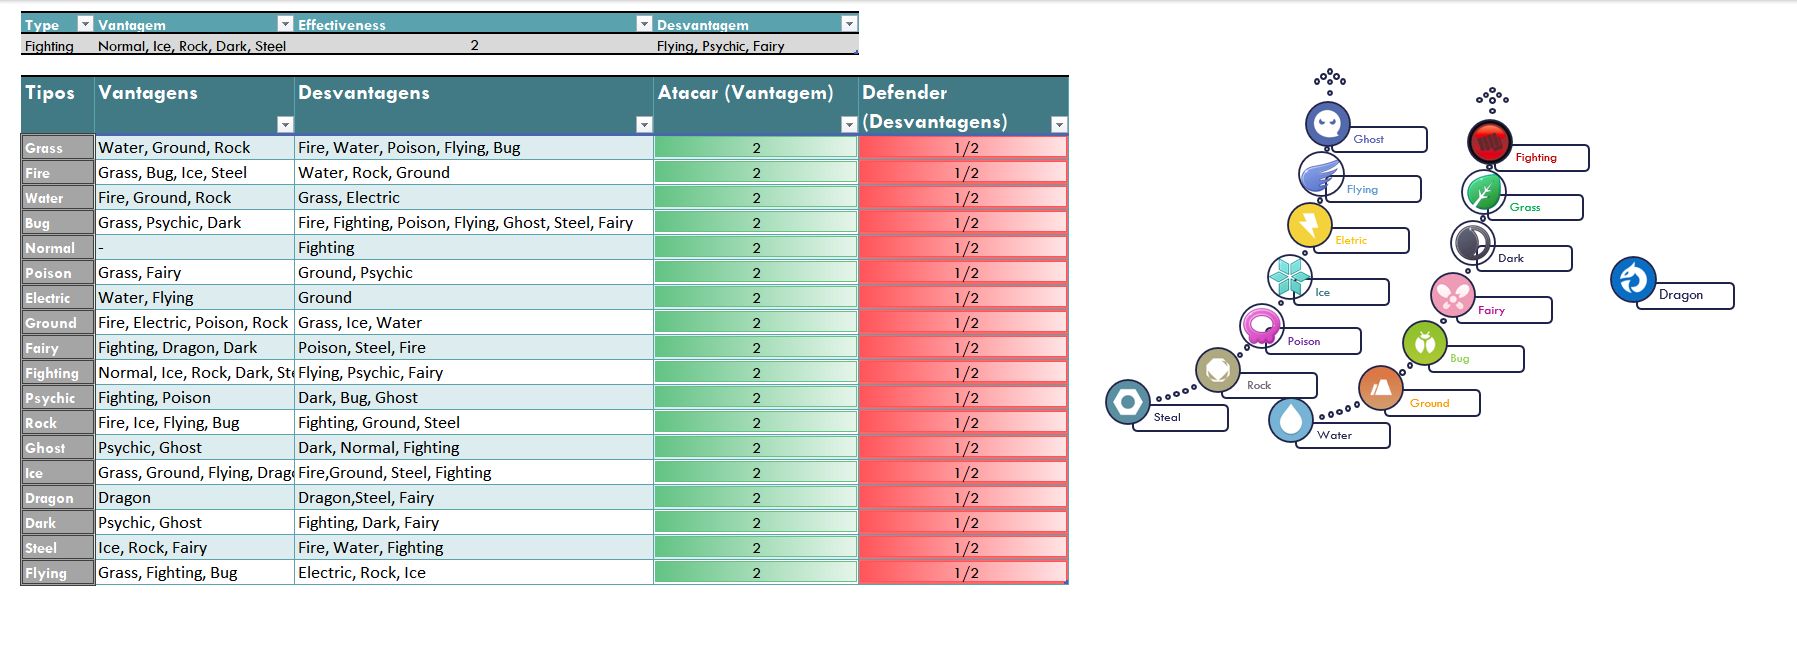 Type Vantagem Effectiveness Desvantagem
Fighting Normal, Ice, Rock, Dark, Steel 2 Flying, Psychic, Fairy
Tipos Vantagens Desvantagens Atacar (Vantagem) Defender
(Desvantagens)
Grass Water, Ground, Rock Fire, Water, Poison, Flying, Bug 2 1/2
Fire Grass, Bug, Ice, Steel Water, Rock, Ground 2 1/2
Water Fire, Ground, Rock Grass, Electric 2 1/2
Bug Grass, Psychic, Dark Fire, Fighting, Poison, Flying, Ghost, Steel, Fairy 2 1/2
Normal - Fighting 2 1/2
Poison Grass, Fairy Ground, Psychic 2 1/2
Electric Water, Flying Ground 2 1/2
Ground Fire, Electric, Poison, Rock Grass, Ice, Water 2 1/2
Fairy Fighting, Dragon, Dark Poison, Steel, Fire 2 1/2
Fighting Normal, Ice, Rock, Dark, Ste Flying, Psychic, Fairy 2 1/2
Psychic Fighting, Poison Dark, Bug, Ghost 2 1/2
Rock Fire, Ice, Flying, Bug Fighting, Ground, Steel 2 1/2
Ghost Psychic, Ghost Dark, Normal, Fighting 2 1/2
Ice Grass, Ground, Flying, Drago Fire,Ground, Steel, Fighting 2 1/2
Dragon Dragon Dragon,Steel, Fairy 2 1/2
Dark Psychic, Ghost Fighting, Dark, Fairy 2 1/2
Steel Ice, Rock, Fairy Fire, Water, Fighting 2 1/2
Flying Grass, Fighting, Bug Electric, Rock, Ice 2 1/2
Ghost
Flying
Eletric
Ice
Poison
Rock
Steal
Fighting
Grass
Dark
Fairy
Bug
Ground
Water
Dragon